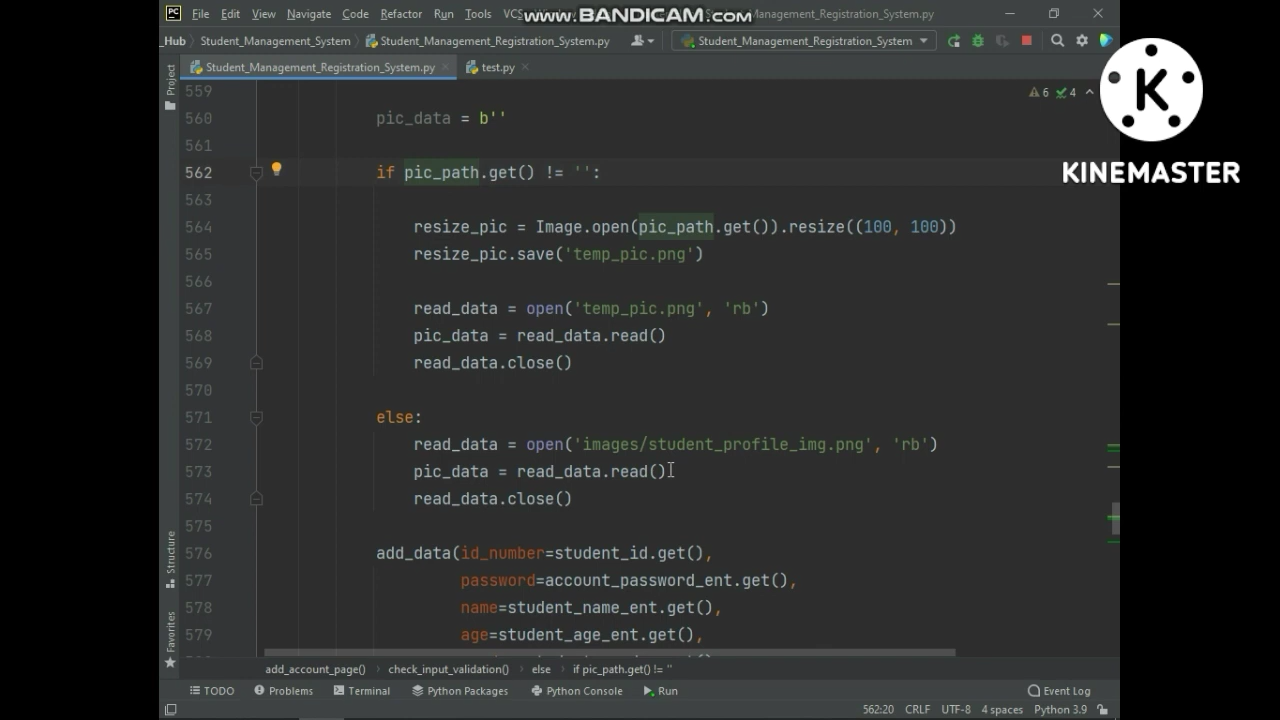 PC File Edit View Navigate Code Refactor Run Tools VCS www.BANDICAM.com _Management_Registration_System.py
_Hub Student_Management_System Student_Management_Registration_System.py Student_Management_Registration_System
Student_Management_Registration_System.py test.py
Project
559
6 4
560 pic_data = b''
561
562 if pic_path.get() != '':
563
564 resize_pic = Image.open(pic_path.get()).resize((100, 100))
565 resize_pic.save('temp_pic.png')
566
567 read_data = open('temp_pic.png', 'rb')
568 pic_data = read_data.read()
569 read_data.close()
570
571 else:
572 read_data = open('images/student_profile_img.png', 'rb')
573 pic_data = read_data.read()
574 read_data.close()
575
576 add_data(id_number=student_id.get(),
577 password=account_password_ent.get(),
578 name=student_name_ent.get(),
579 age=student_age_ent.get(),
Structure
Favorites
add_account_page() check_input_validation() else if pic_path.get() != ''
TODO Problems Terminal Python Packages Python Console Run Event Log
562:20 CRLF UTF-8 4 spaces Python 3.9
K
KINEMASTER